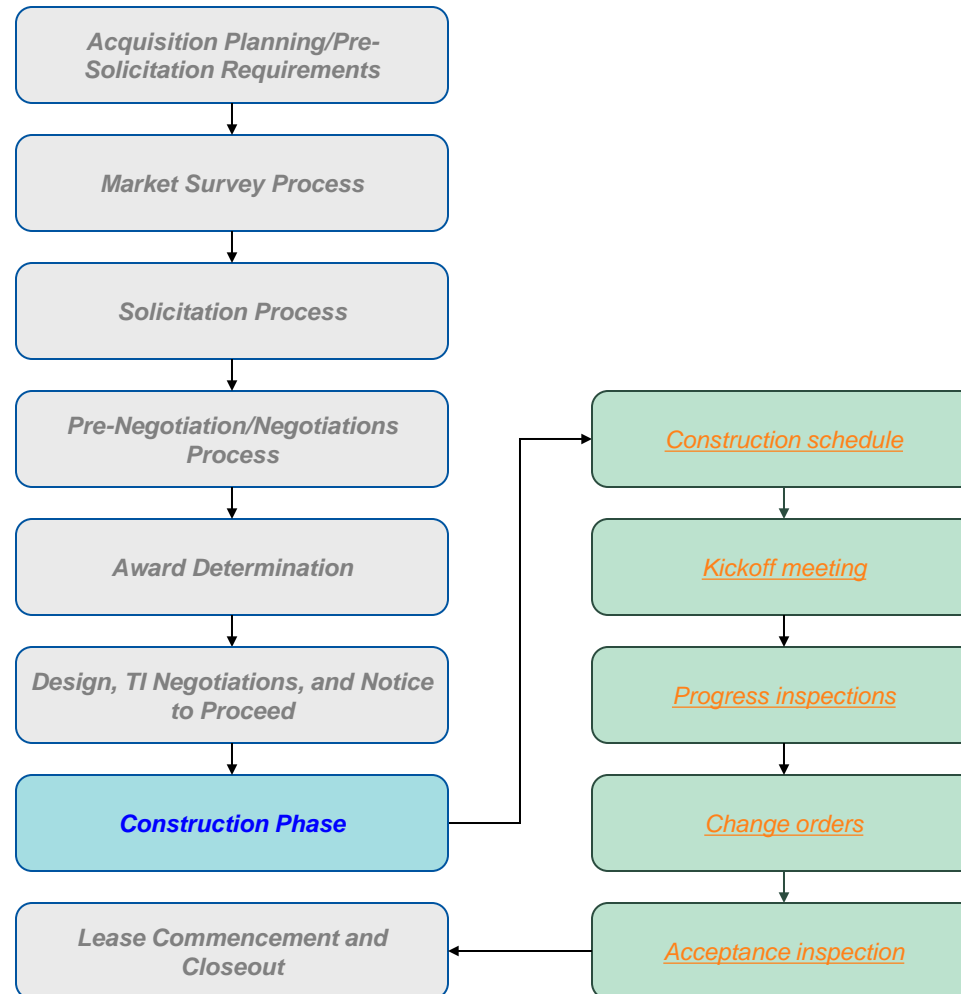 Acquisition Planning/Pre-
Solicitation Requirements
Market Survey Process
Solicitation Process
Pre-Negotiation/Negotiations
Process
Award Determination
Design, TI Negotiations, and Notice
to Proceed
Construction Phase
Lease Commencement and
Closeout
Construction schedule
Kickoff meeting
Progress inspections
Change orders
Acceptance inspection